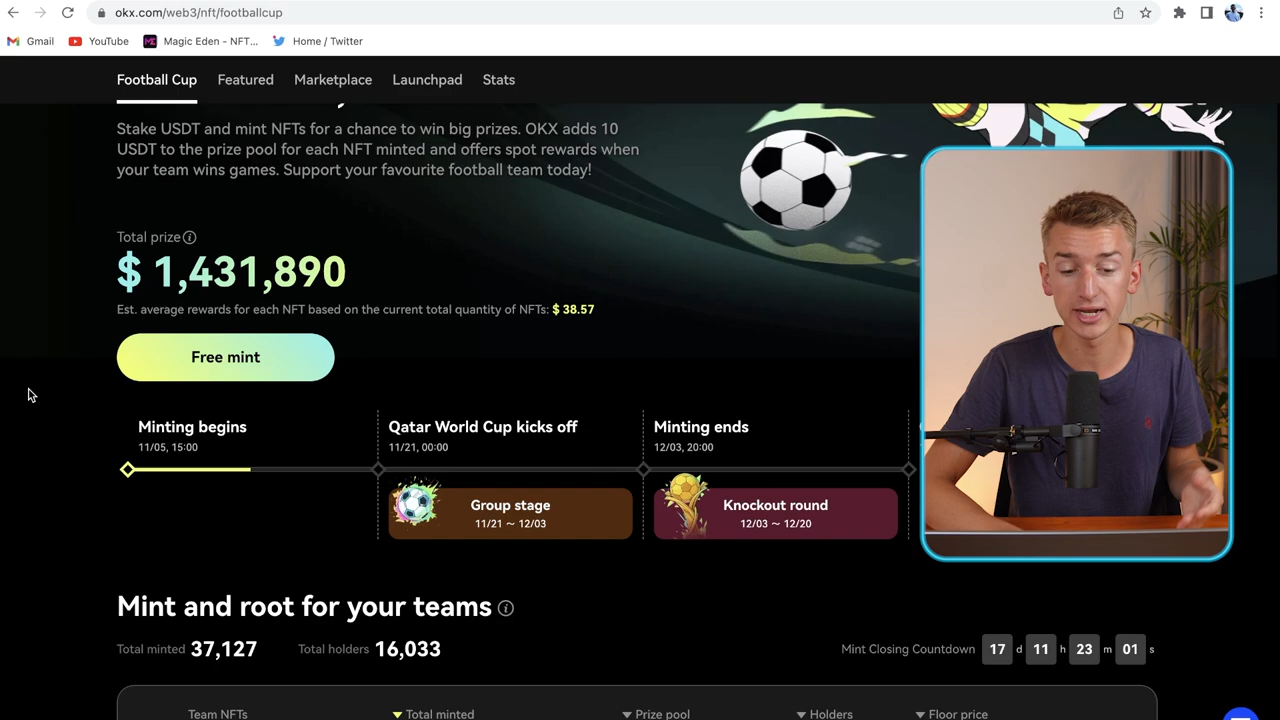 okx.com/web3/nft/footballcup
Gmail YouTube Magic Eden - NFT... Home / Twitter
Football Cup Featured Marketplace Launchpad Stats
Stake USDT and mint NFTs for a chance to win big prizes. OKX adds 10
USDT to the prize pool for each NFT minted and offers spot rewards when
your team wins games. Support your favourite football team today!
Total prize
$ 1,431,890
Est. average rewards for each NFT based on the current total quantity of NFTs: $ 38.57
Free mint
Minting begins
11/05, 15:00
Qatar World Cup kicks off
11/21, 00:00
Minting ends
12/03, 20:00
Group stage
11/21 ~ 12/03
Knockout round
12/03 ~ 12/20
Mint and root for your teams
Total minted 37,127 Total holders 16,033 Mint Closing Countdown 17 d 11 h 23 m 01 s
Team NFTs Total minted Prize pool Holders Floor price